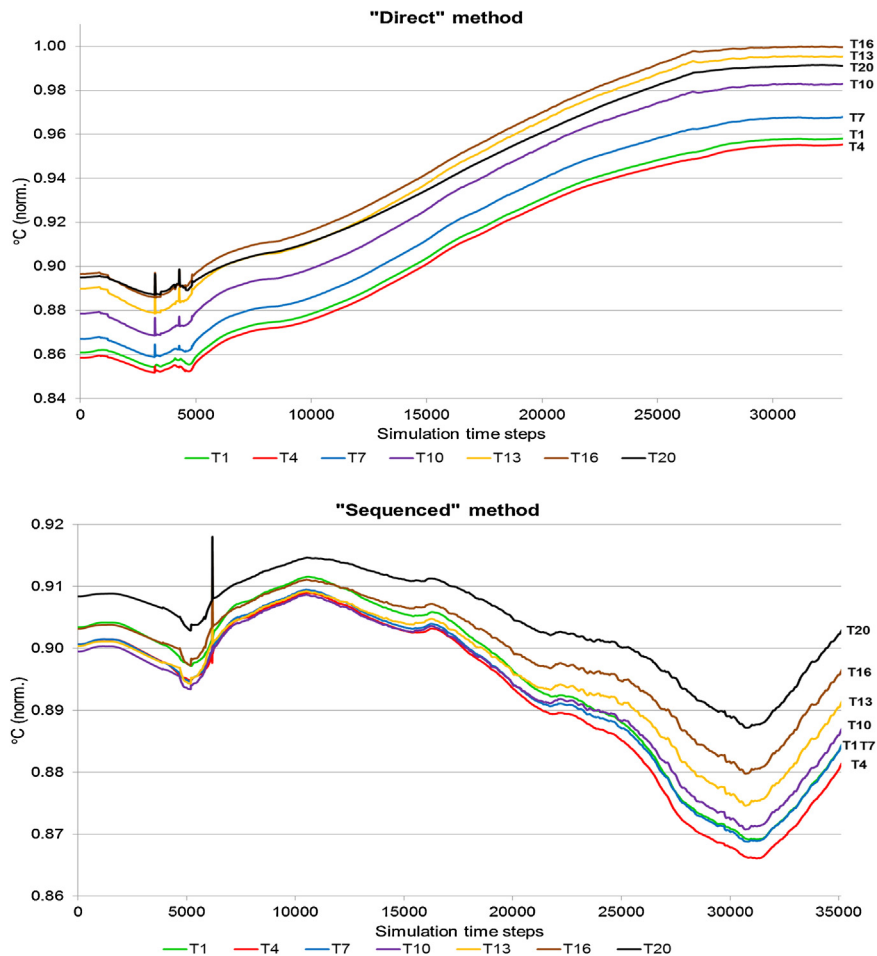 "Direct" method
1.00
0.98
0.96
0.94
0.92
0.90
0.88
0.86
0.84
ºC (norm.)
T16
T13
T20
T10
T7
T1
T4
0 5000 10000 15000 20000 25000 30000
Simulation time steps
T1 T4 T7 T10 T13 T16 T20
"Sequenced" method
0.92
0.91
0.90
0.89
0.88
0.87
0.86
ºC (norm.)
T20
T16
T13
T10
T1 T7
T4
0 5000 10000 15000 20000 25000 30000 35000
Simulation time steps
T1 T4 T7 T10 T13 T16 T20